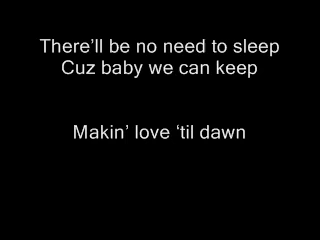 There’ll be no need to sleep
Cuz baby we can keep
Makin’ love ‘til dawn